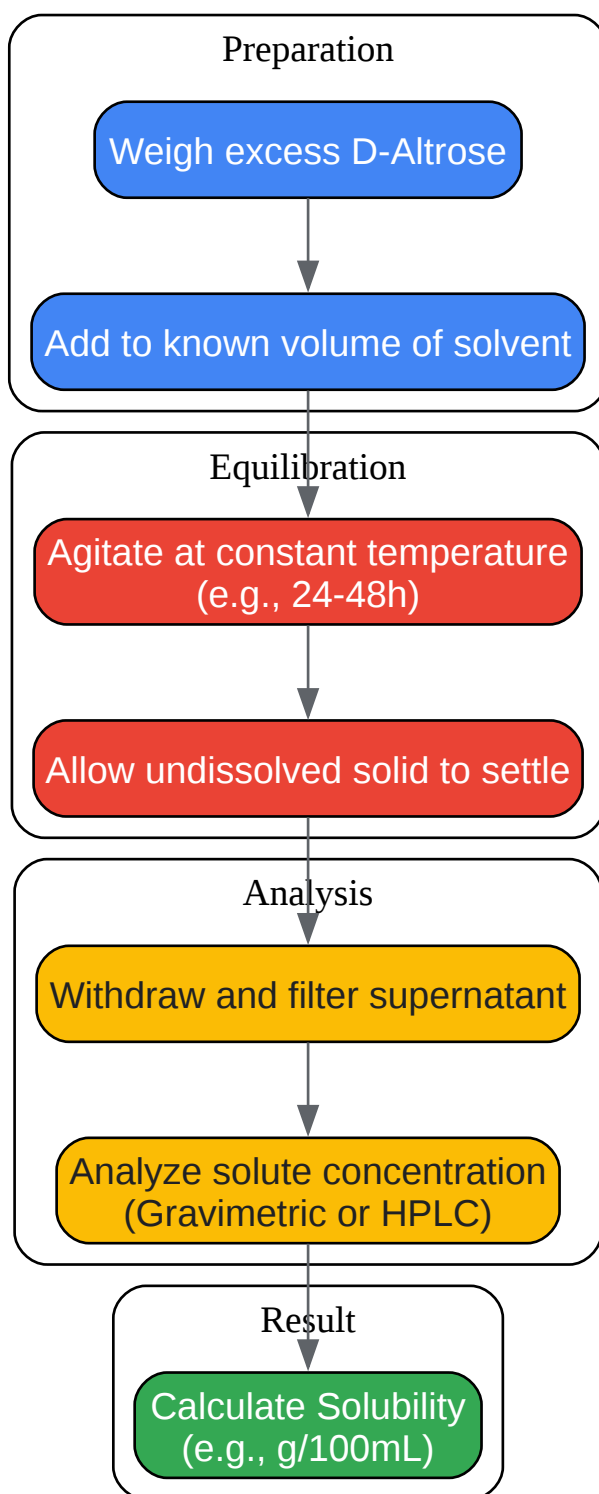 Preparation
Weigh excess D-Altrose
Add to known volume of solvent
Equilibration
Agitate at constant temperature
(e.g., 24-48h)
Allow undissolved solid to settle
Analysis
Withdraw and filter supernatant
Analyze solute concentration
(Gravimetric or HPLC)
Result
Calculate Solubility
(e.g., g/100mL)